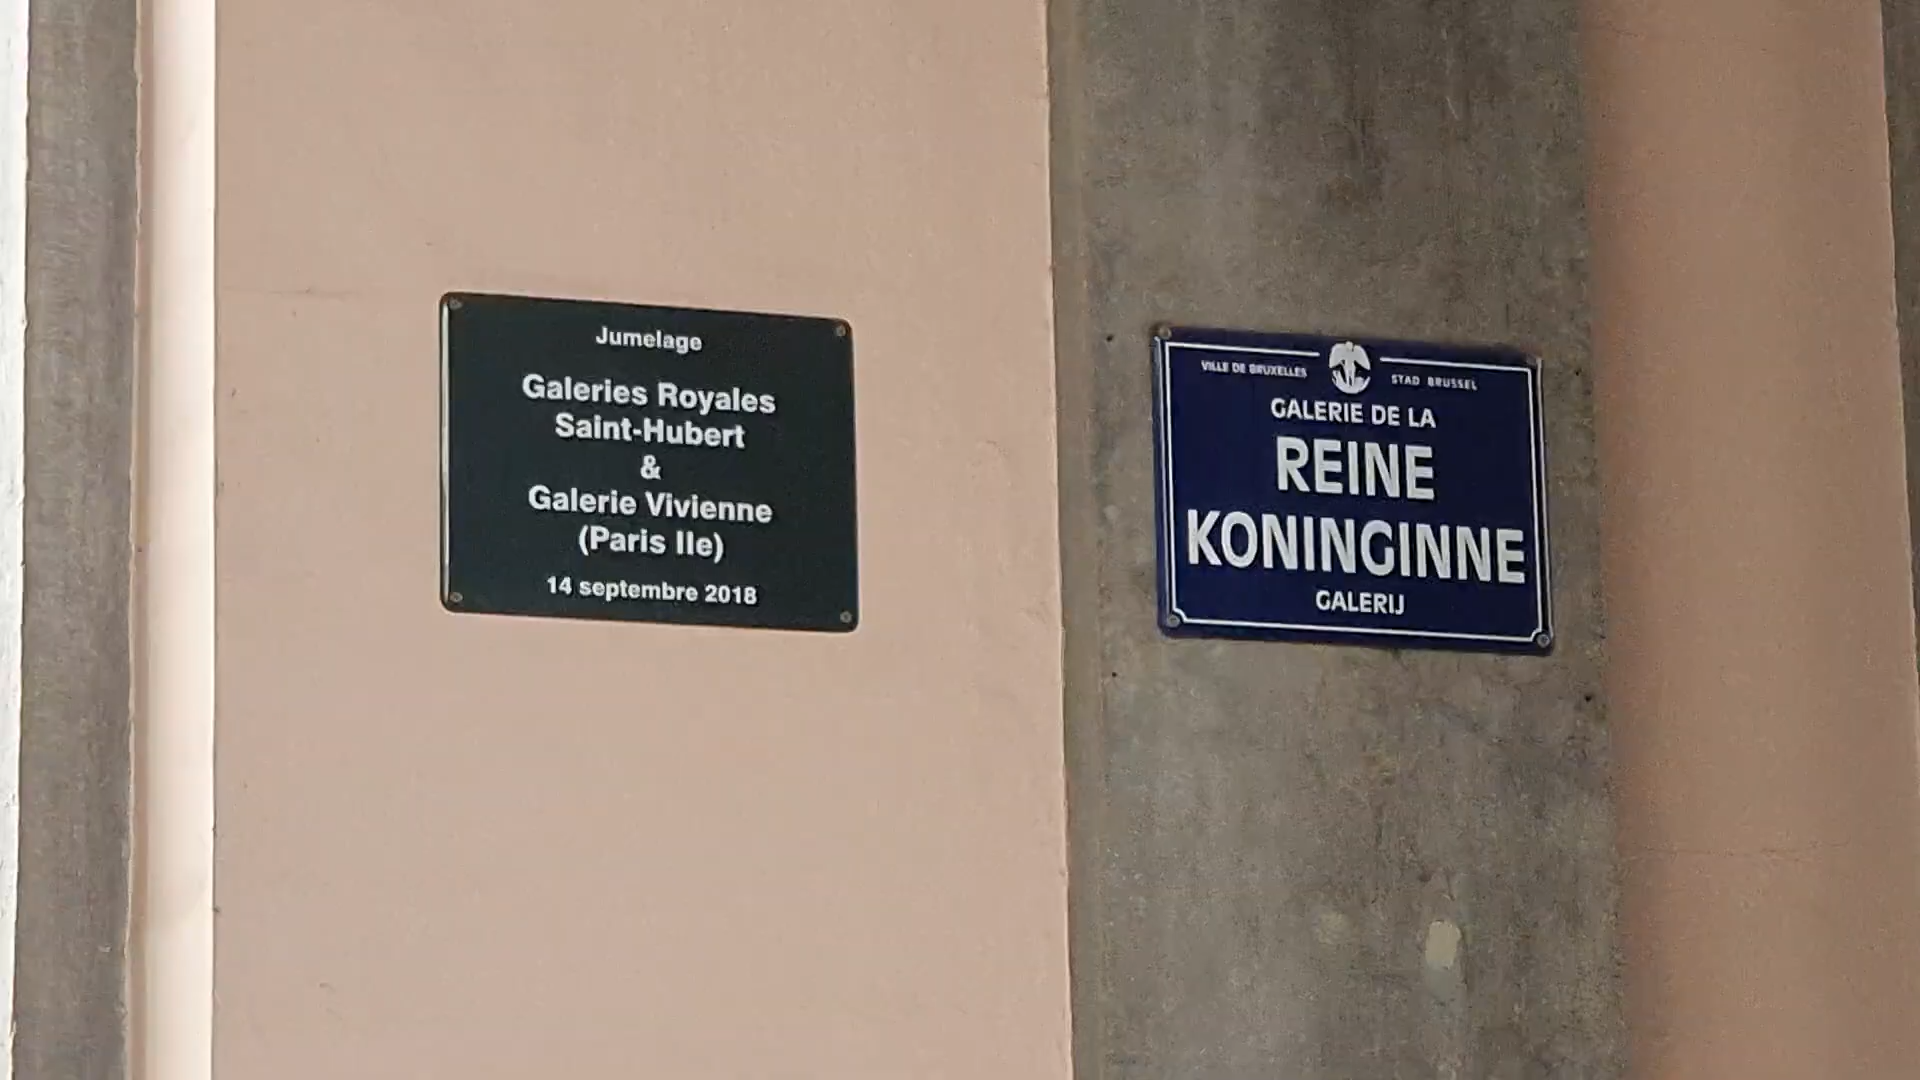 Jumelage
Galeries Royales
Saint-Hubert
&
Galerie Vivienne
(Paris IIe)
14 septembre 2018
VILLE DE BRUXELLES
STAD BRUSSEL
GALERIE DE LA
REINE
KONINGINNE
GALERIJ